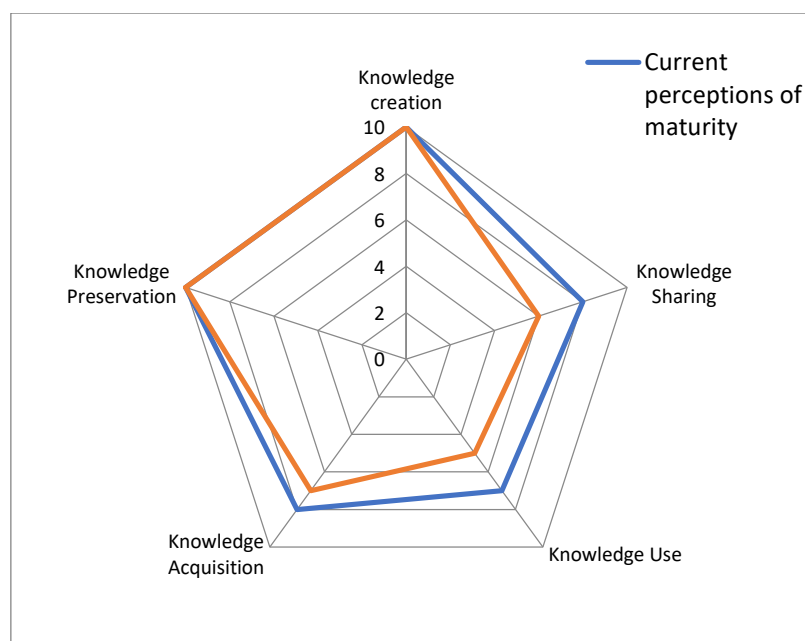 Knowledge
creation
Current
perceptions of
maturity
10
8
6
4
2
0
Knowledge
Sharing
Knowledge Use
Knowledge
Acquisition
Knowledge
Preservation